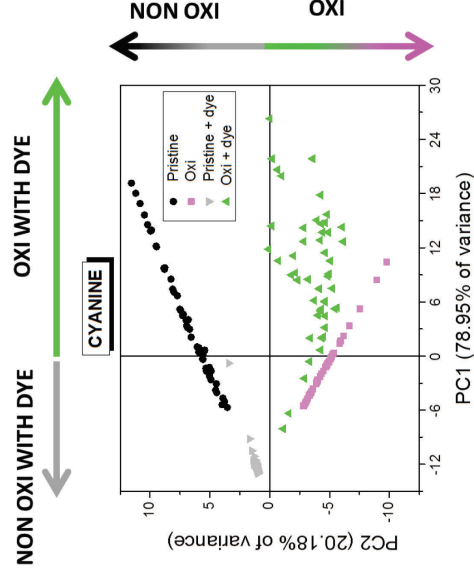 NON OXI
OXI
NON OXI WITH DYE
OXI WITH DYE
CYANINE
Pristine
Oxi
Pristine + dye
Oxi + dye
PC2 (20.18% of variance)
10
5
0
-5
-10
-12
-6
0
6
12
18
24
30
PC1 (78.95% of variance)